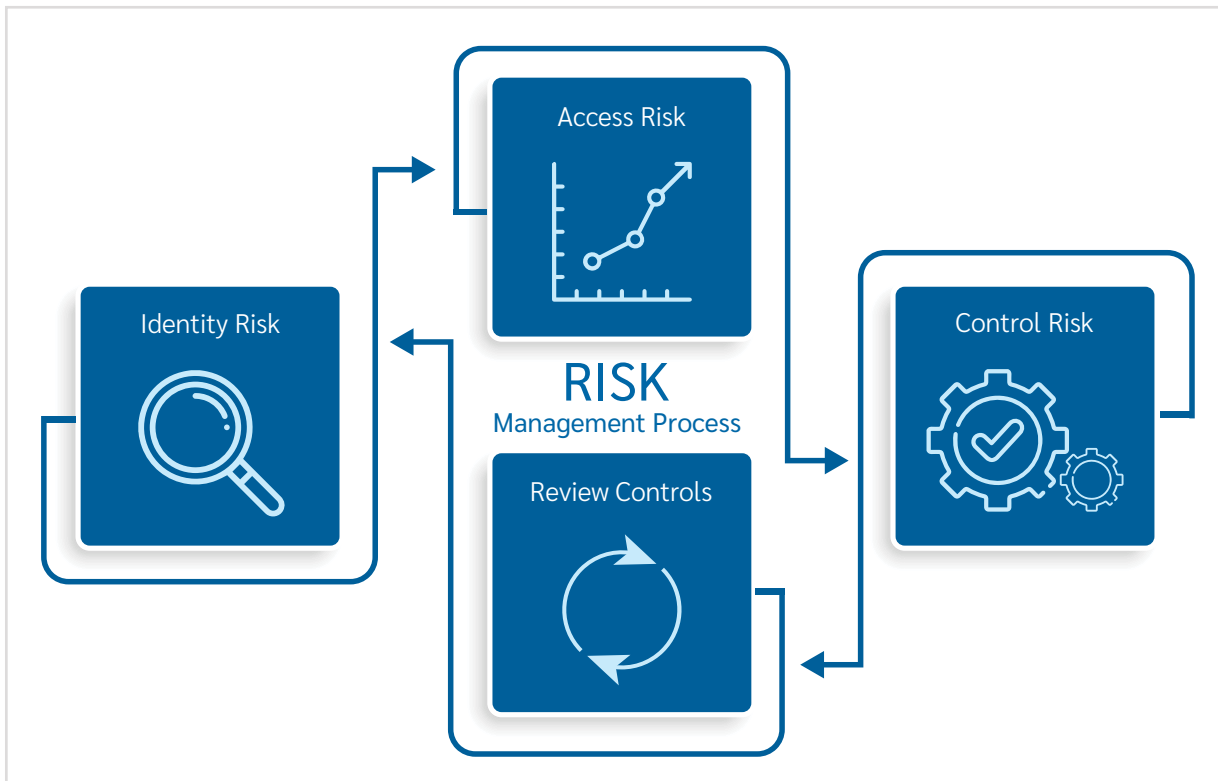 Access Risk
Identity Risk
Control Risk
RISK
Management Process
Review Controls